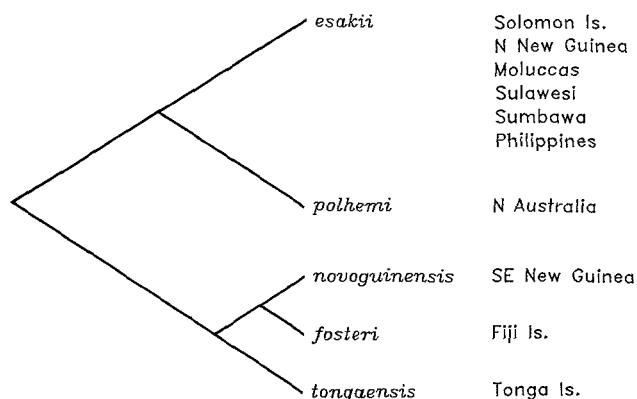 esakii Solomon Is.
N New Guinea
Moluccas
Sulawesi
Sumbawa
Philippines
polhemi N Australia
novoguinensis SE New Guinea
fosteri Fiji Is.
tongaensis Tonga Is.